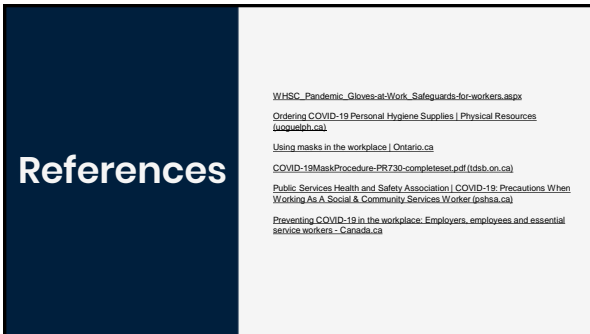 References
WHSC_Pandemic_Gloves-at-Work_Safeguards-for-workers.aspx
Ordering COVID-19 Personal Hygiene Supplies | Physical Resources
(uoguelph.ca)
Using masks in the workplace | Ontario.ca
COVID-19MaskProcedure-PR730-completeset.pdf (tdsb.on.ca)
Public Services Health and Safety Association | COVID-19: Precautions When
Working As A Social & Community Services Worker (pshsa.ca)
Preventing COVID-19 in the workplace: Employers, employees and essential
service workers - Canada.ca